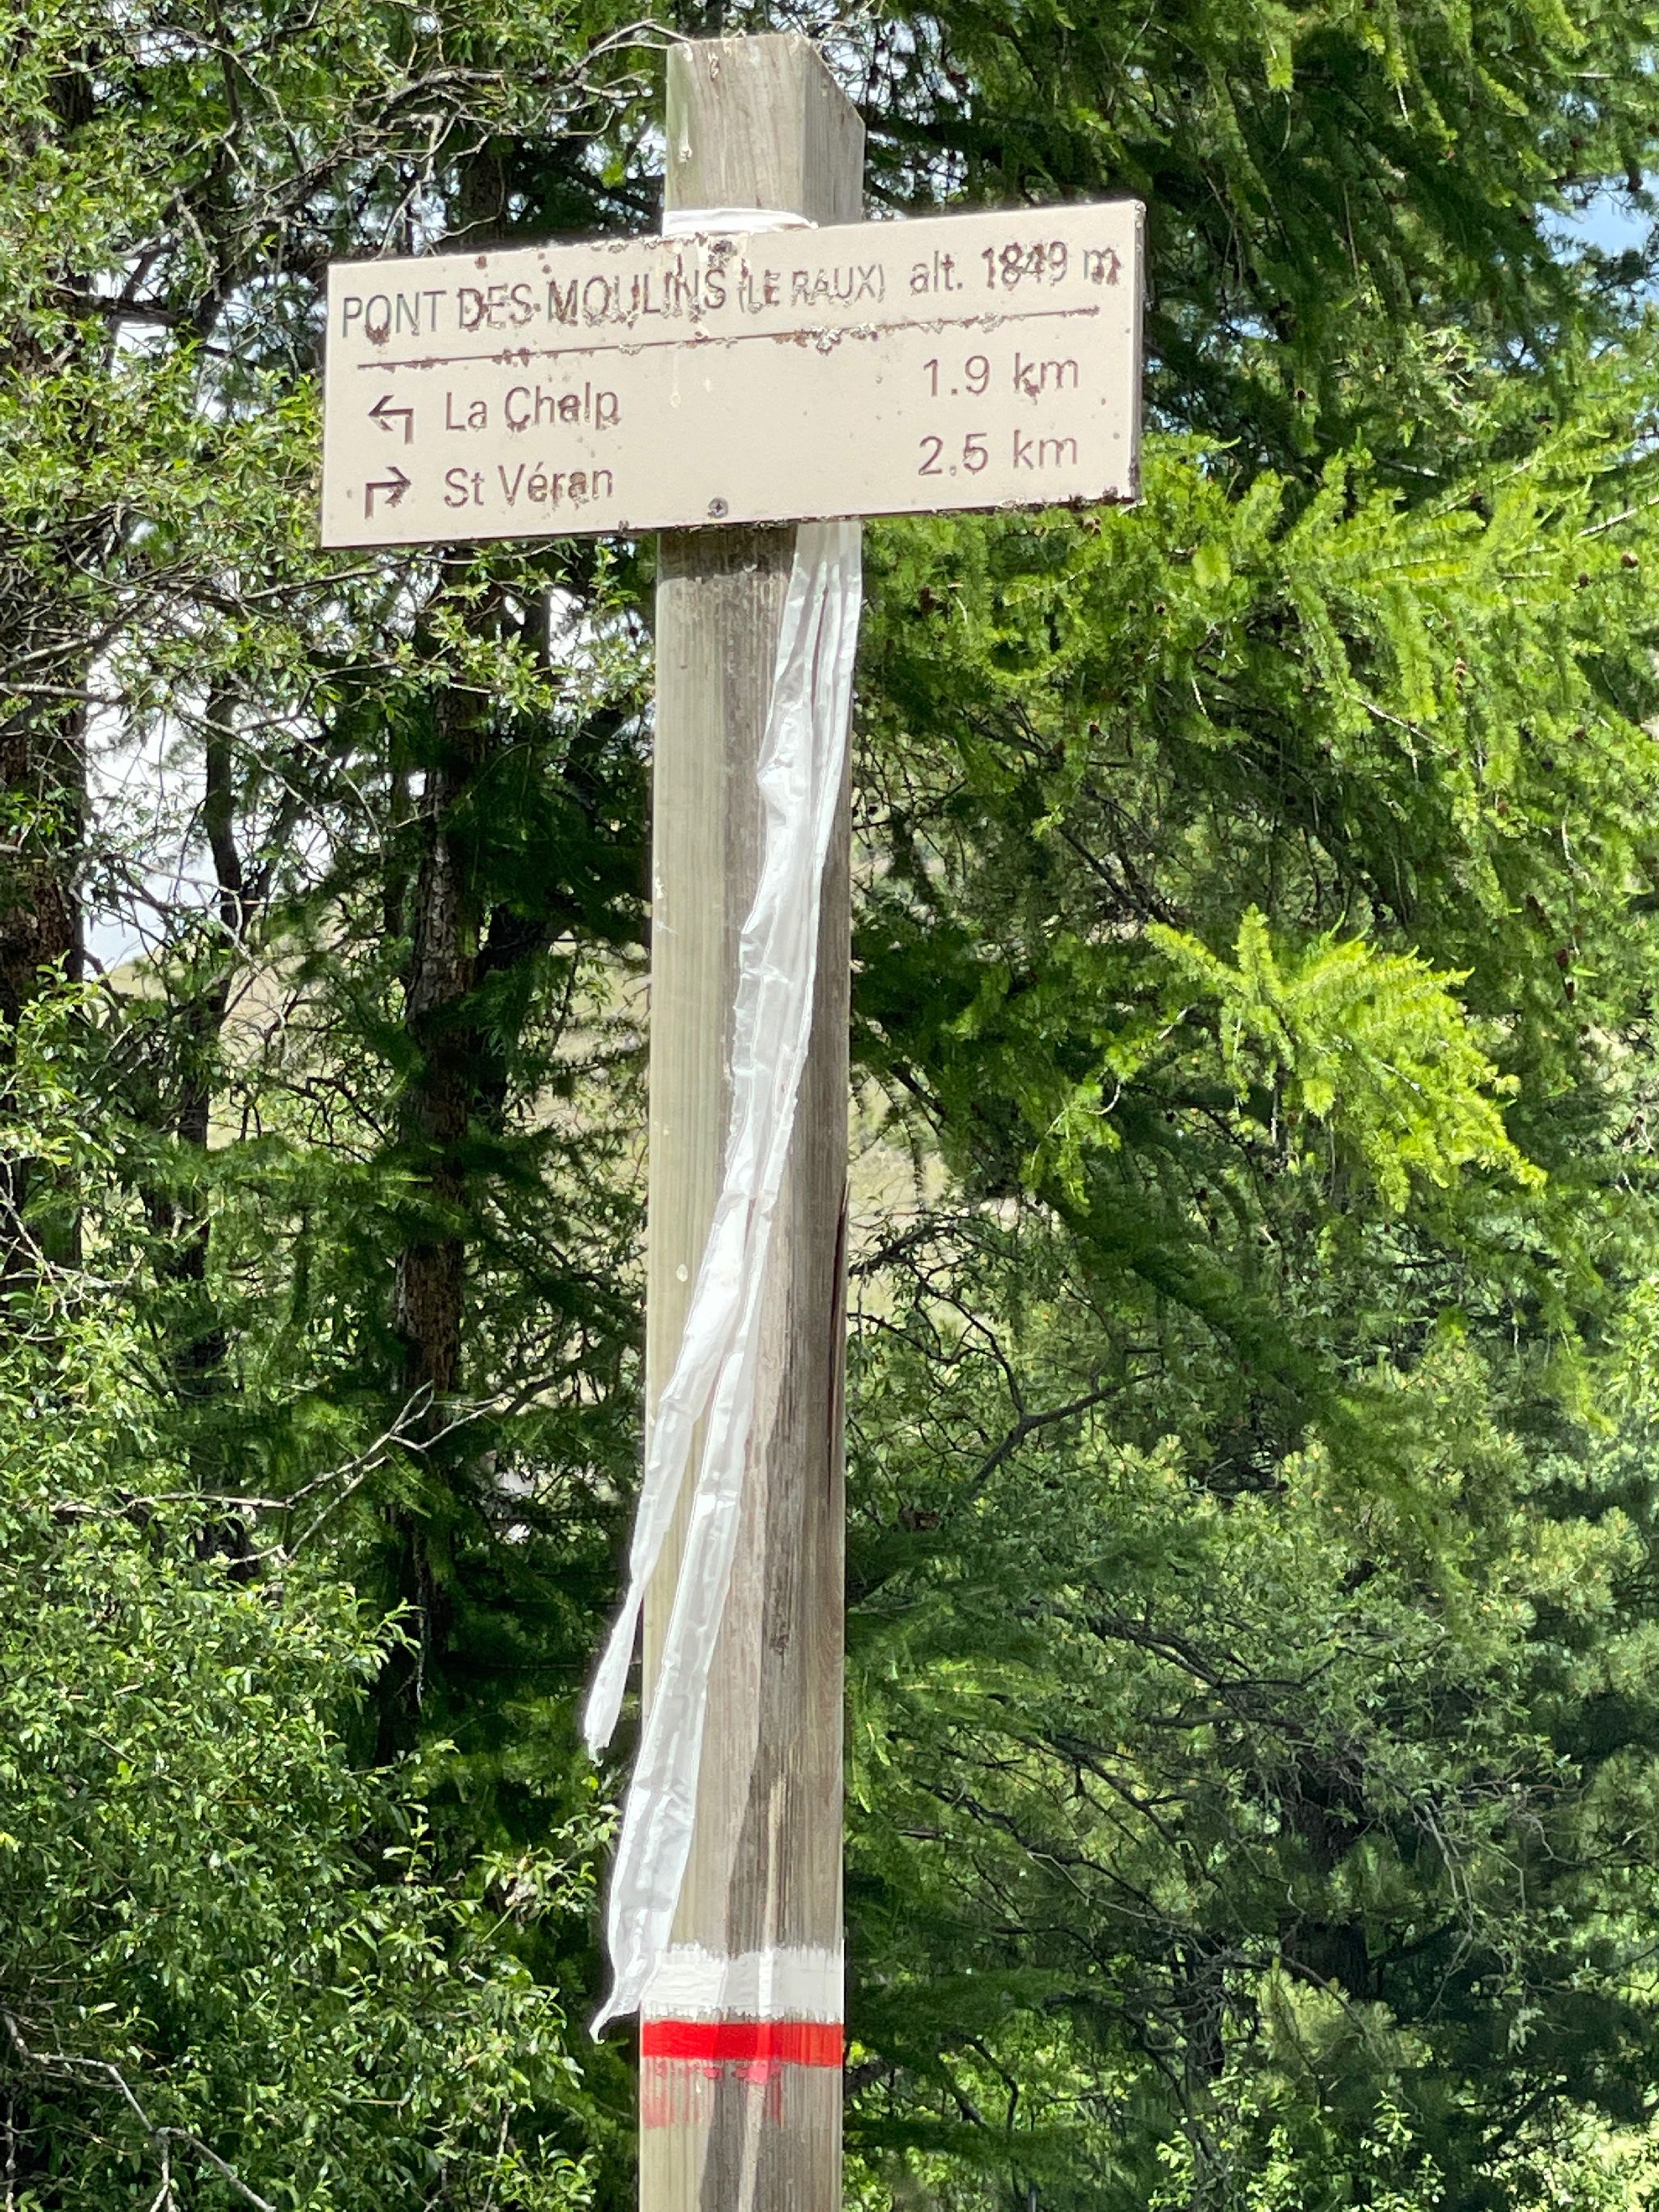 PONT DES MOULINS (LE RAUX) alt. 1849 m
La Chalp 1.9 km
St Véran 2.5 km